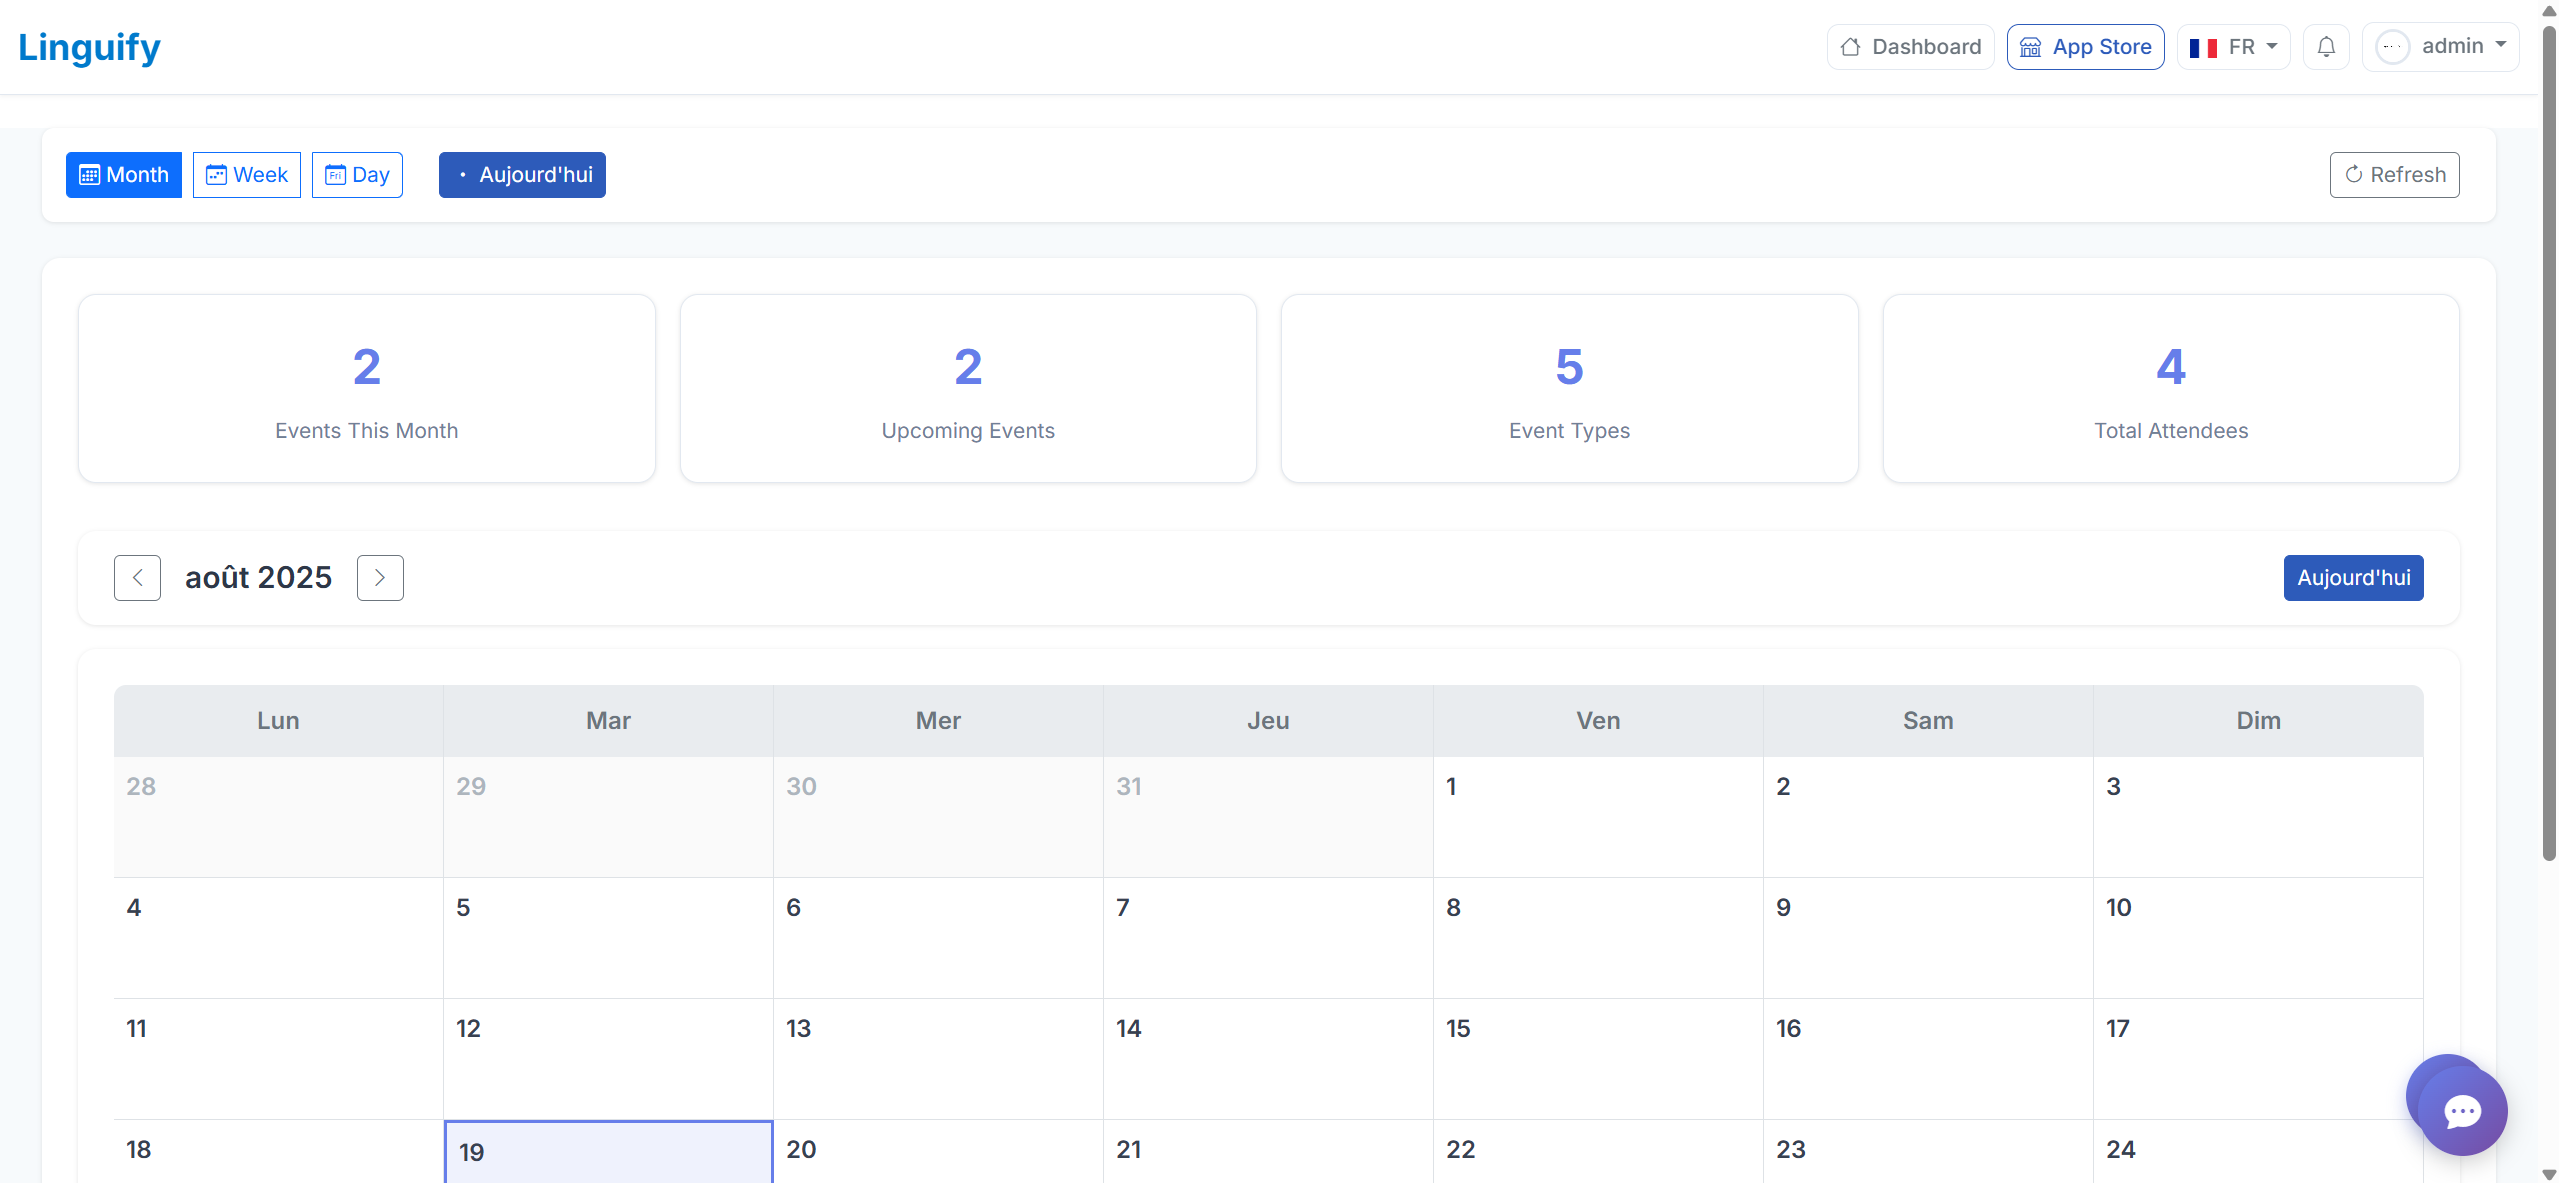 Linguify
Dashboard
App Store
FR
admin
Month
Week
Fri
Day
Aujourd'hui
Refresh
2
Events This Month
2
Upcoming Events
5
Event Types
4
Total Attendees
août 2025
Aujourd'hui
Lun Mar Mer Jeu Ven Sam Dim
28 29 30 31 1 2 3
4 5 6 7 8 9 10
11 12 13 14 15 16 17
18 19 20 21 22 23 24